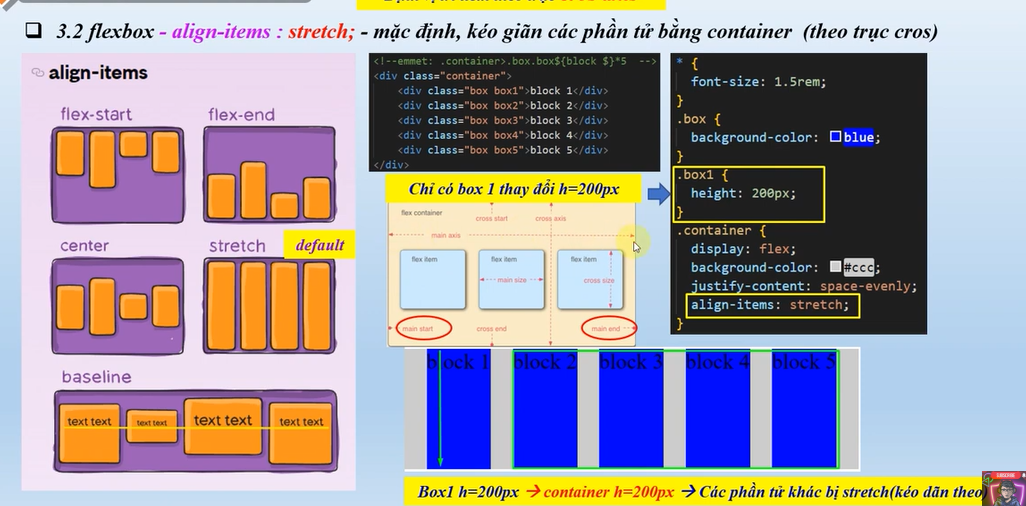 ❑ 3.2 flexbox - align-items : stretch; - mặc định, kéo giãn các phần tử bằng container (theo trục cros)
align-items
flex-start
flex-end
center
stretch
default
baseline
text text
text text
text text
text text
<!--emmet: .container>.box.box${block $}*5 -->
<div class="container">
<div class="box box1">block 1</div>
<div class="box box2">block 2</div>
<div class="box box3">block 3</div>
<div class="box box4">block 4</div>
<div class="box box5">block 5</div>
</div>
Chỉ có box 1 thay đổi h=200px
flex container
cross start
cross axis
main axis
flex item
flex item
flex item
main size
cross size
main start
cross end
main end
* {
font-size: 1.5rem;
}
.box {
background-color: blue;
}
.box1 {
height: 200px;
}
.container {
display: flex;
background-color: #ccc;
justify-content: space-evenly;
align-items: stretch;
}
block 1
block 2
block 3
block 4
block 5
Box1 h=200px → container h=200px → Các phần tử khác bị stretch(kéo dãn theo)